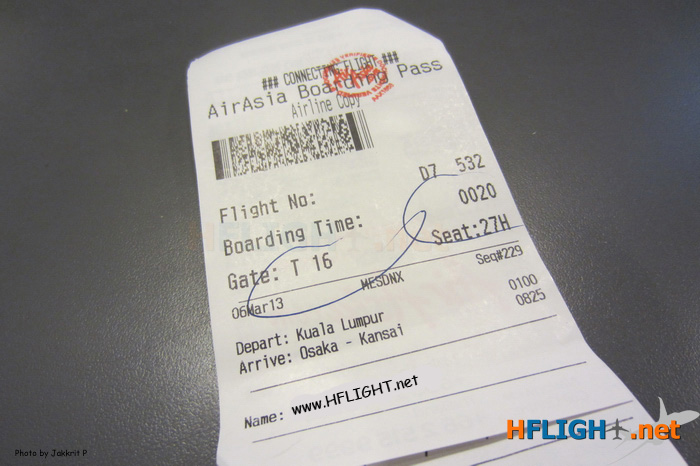 ### CONNECTING FLIGHT ###
AirAsia Boarding Pass
Airline Copy
Flight No: D7 532
Boarding Time: 0020
Gate: T 16 Seat:27H
06Mar13 MESDNX Seq#229
Depart: Kuala Lumpur 0100
Arrive: Osaka - Kansai 0825
Name: www.HFLIGHT.net
HFLIGHT.net
Photo by Jakkrit P